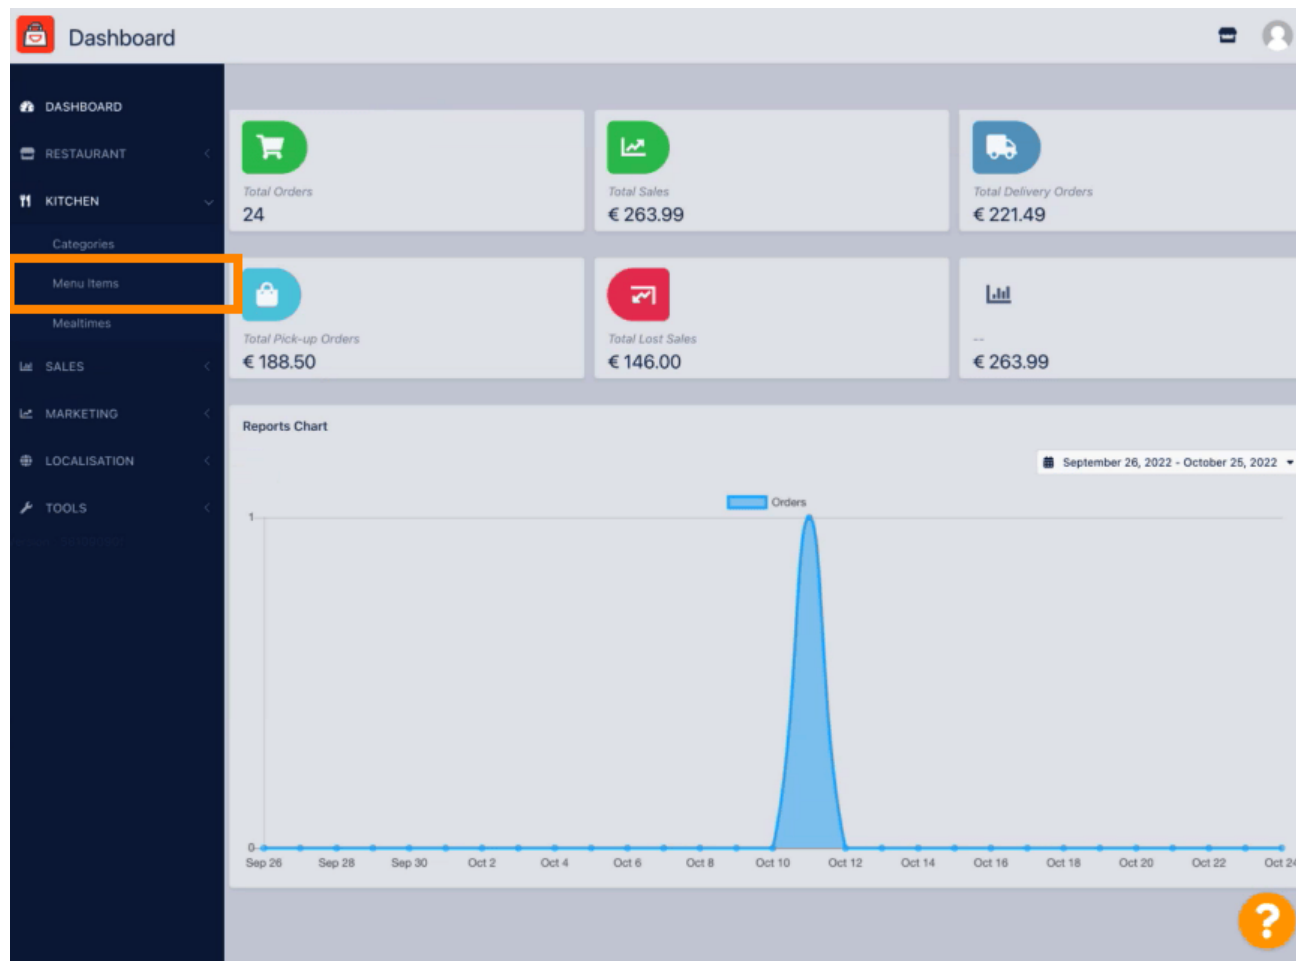 Dashboard
DASHBOARD
RESTAURANT
KITCHEN
Categories
Menu Items
Mealtimes
SALES
MARKETING
LOCALISATION
TOOLS
Total Orders
24
Total Sales
€ 263.99
Total Delivery Orders
€ 221.49
Total Pick-up Orders
€ 188.50
Total Lost Sales
€ 146.00
--
€ 263.99
Reports Chart
September 26, 2022 - October 25, 2022
Orders
1
0
Sep 26 Sep 28 Sep 30 Oct 2 Oct 4 Oct 6 Oct 8 Oct 10 Oct 12 Oct 14 Oct 16 Oct 18 Oct 20 Oct 22 Oct 24
?